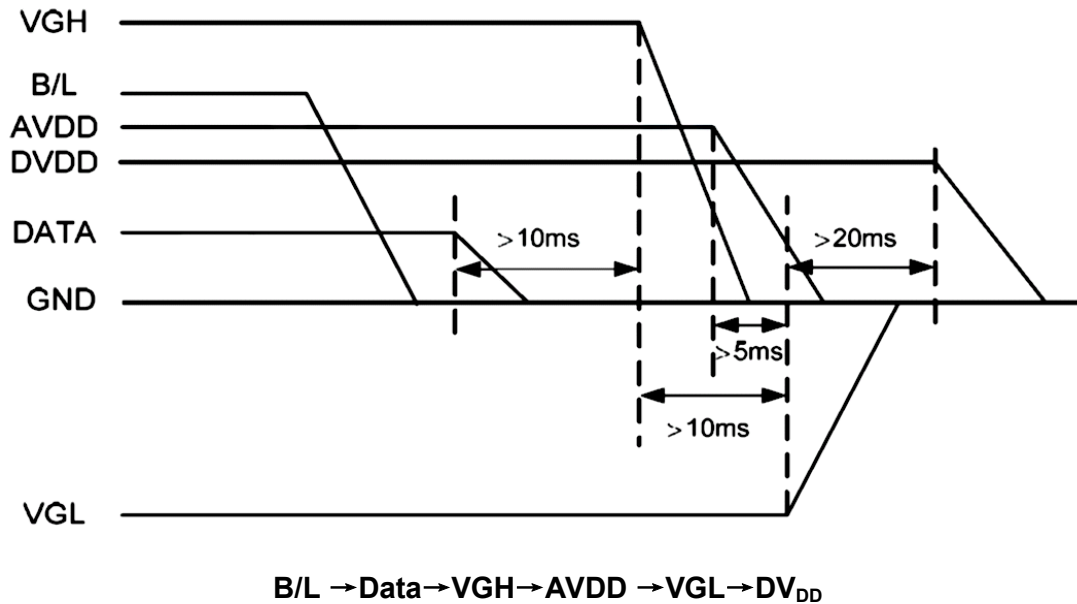 VGH
B/L
AVDD
DVDD
DATA
>10ms
>20ms
GND
>5ms
>10ms
VGL
B/L →Data→VGH→AVDD →VGL→DVDD